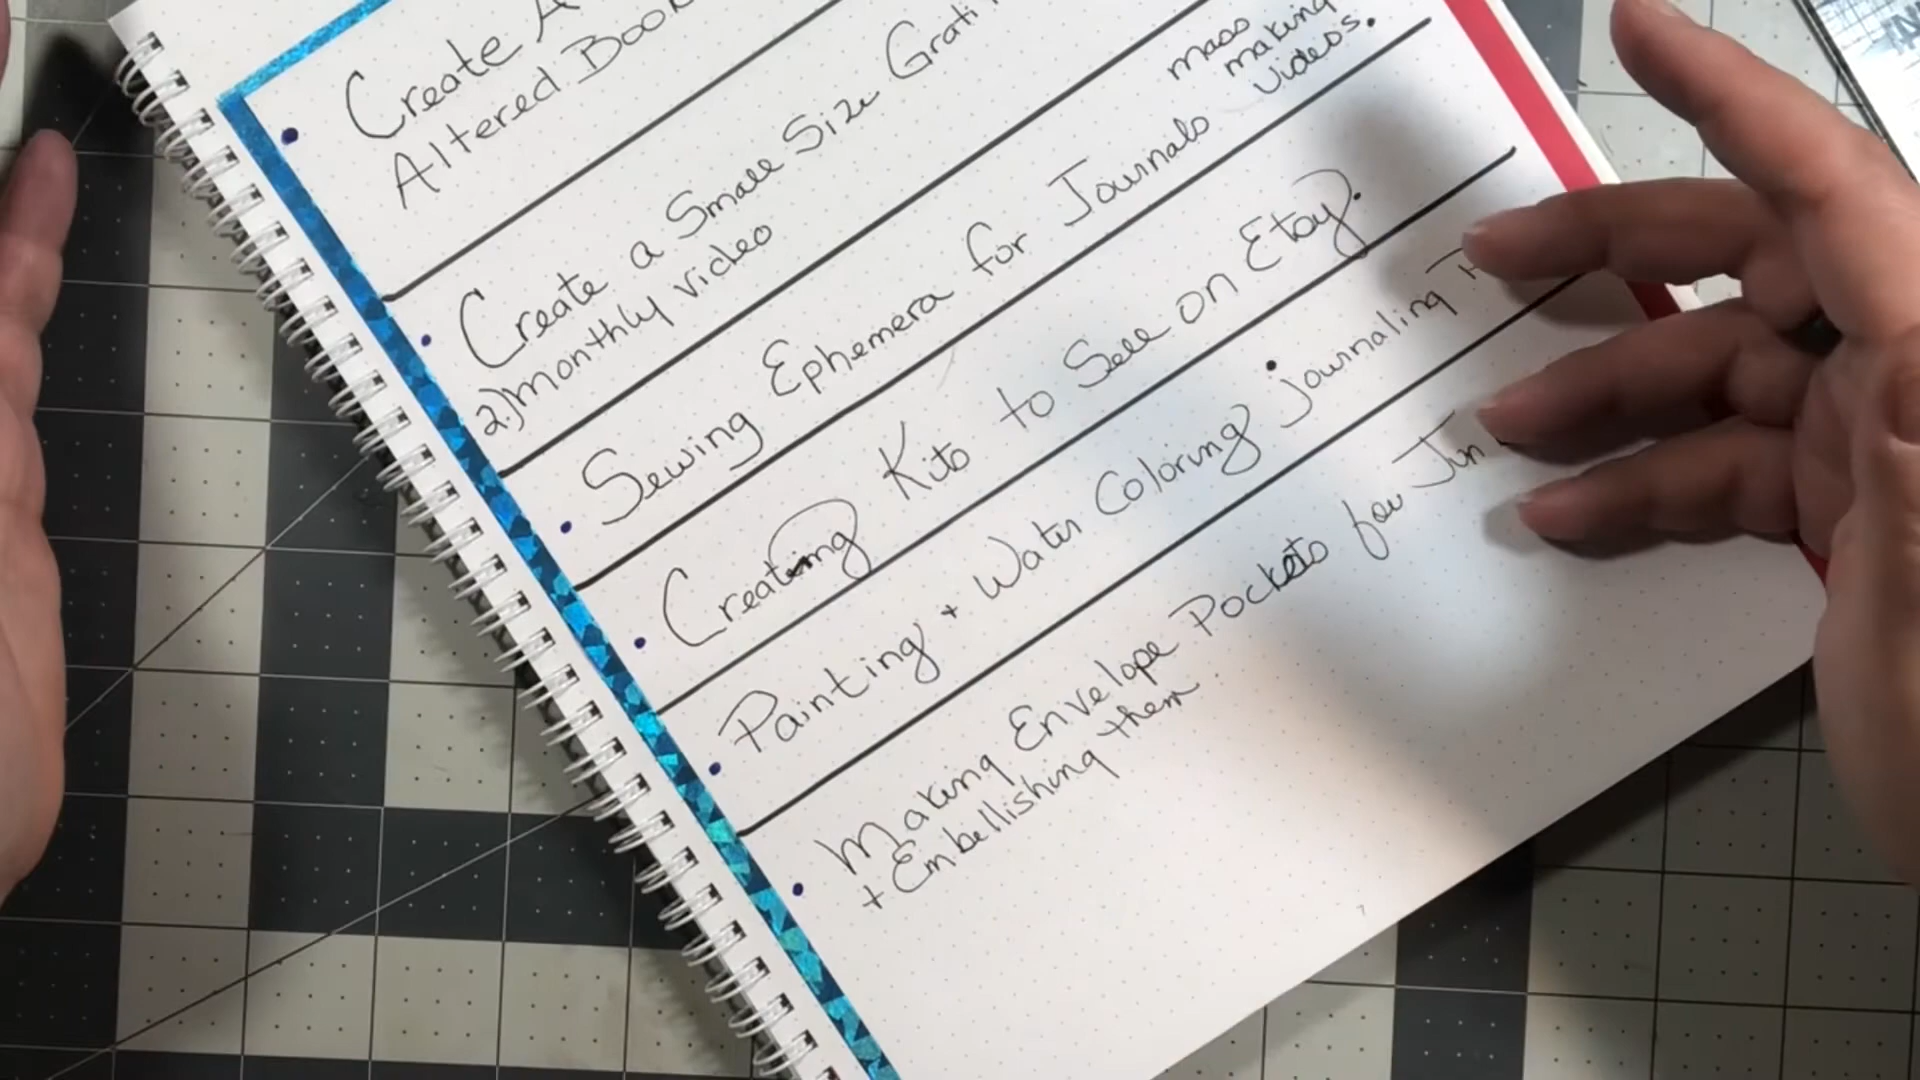 Create A
Altered Book
Create a Small Size Grati
2) monthly video
Sewing Ephemera for Journals
mass
making
videos.
Creating Kits to Sell on Etsy.
Painting + Water Coloring journaling
Making Envelope Pockets for Jun
+ Embellishing them.
7